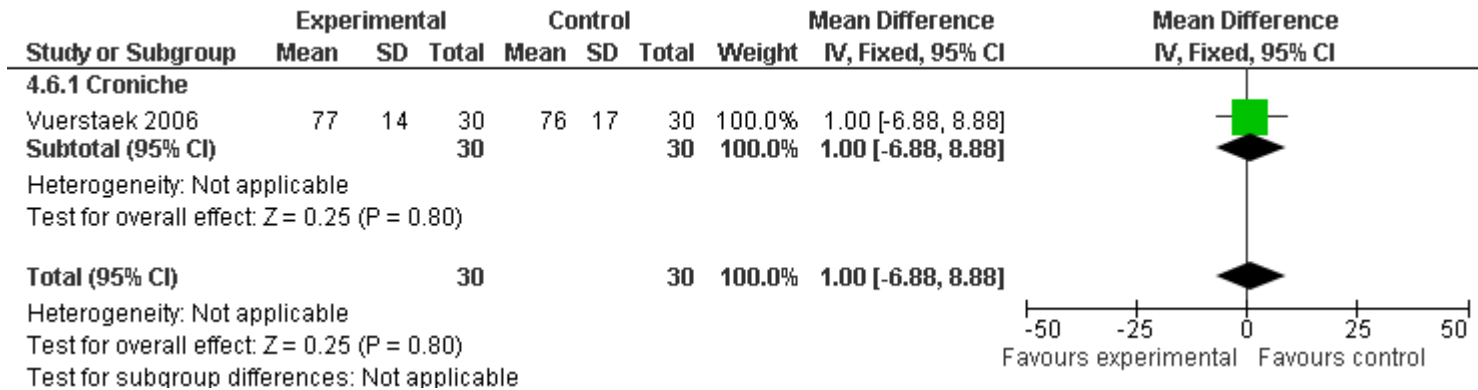 Experimental Control Mean Difference Mean Difference
Study or Subgroup Mean SD Total Mean SD Total Weight IV, Fixed, 95% CI IV, Fixed, 95% CI
4.6.1 Croniche
Vuerstaek 2006 77 14 30 76 17 30 100.0% 1.00 [-6.88, 8.88]
Subtotal (95% CI) 30 30 100.0% 1.00 [-6.88, 8.88]
Heterogeneity: Not applicable
Test for overall effect: Z = 0.25 (P = 0.80)
Total (95% CI) 30 30 100.0% 1.00 [-6.88, 8.88]
Heterogeneity: Not applicable
Test for overall effect: Z = 0.25 (P = 0.80)
Test for subgroup differences: Not applicable
-50 -25 0 25 50
Favours experimental Favours control